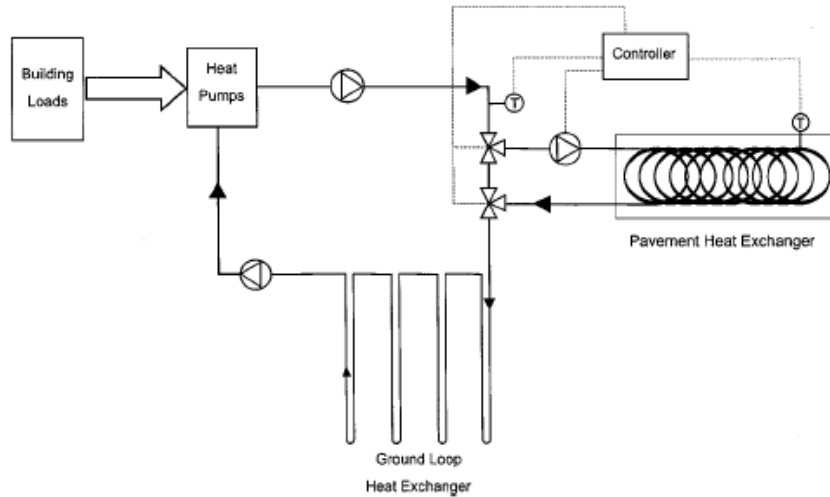 Building
Loads
Heat
Pumps
Controller
T
T
Pavement Heat Exchanger
Ground Loop
Heat Exchanger